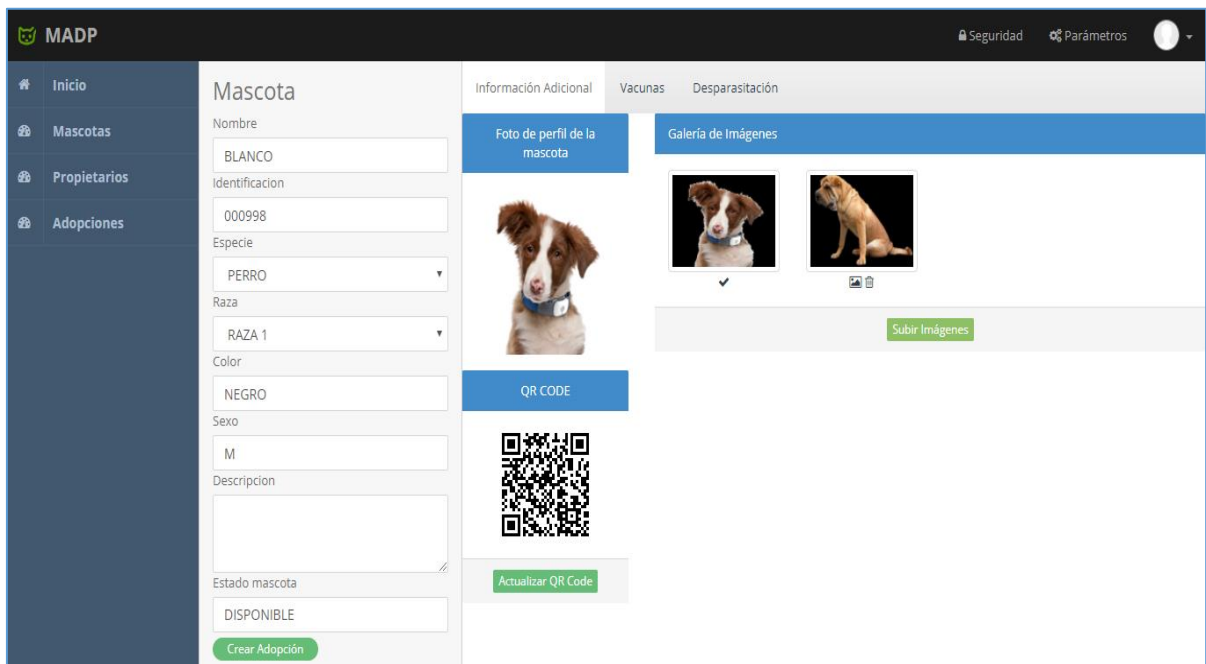 MADP
Seguridad
Parámetros
Inicio
Mascotas
Propietarios
Adopciones
Mascota
Nombre
BLANCO
Identificacion
000998
Especie
PERRO
Raza
RAZA 1
Color
NEGRO
Sexo
M
Descripcion
Estado mascota
DISPONIBLE
Crear Adopción
Información Adicional
Vacunas
Desparasitación
Foto de perfil de la
mascota
QR CODE
Actualizar QR Code
Galería de Imágenes
Subir Imágenes